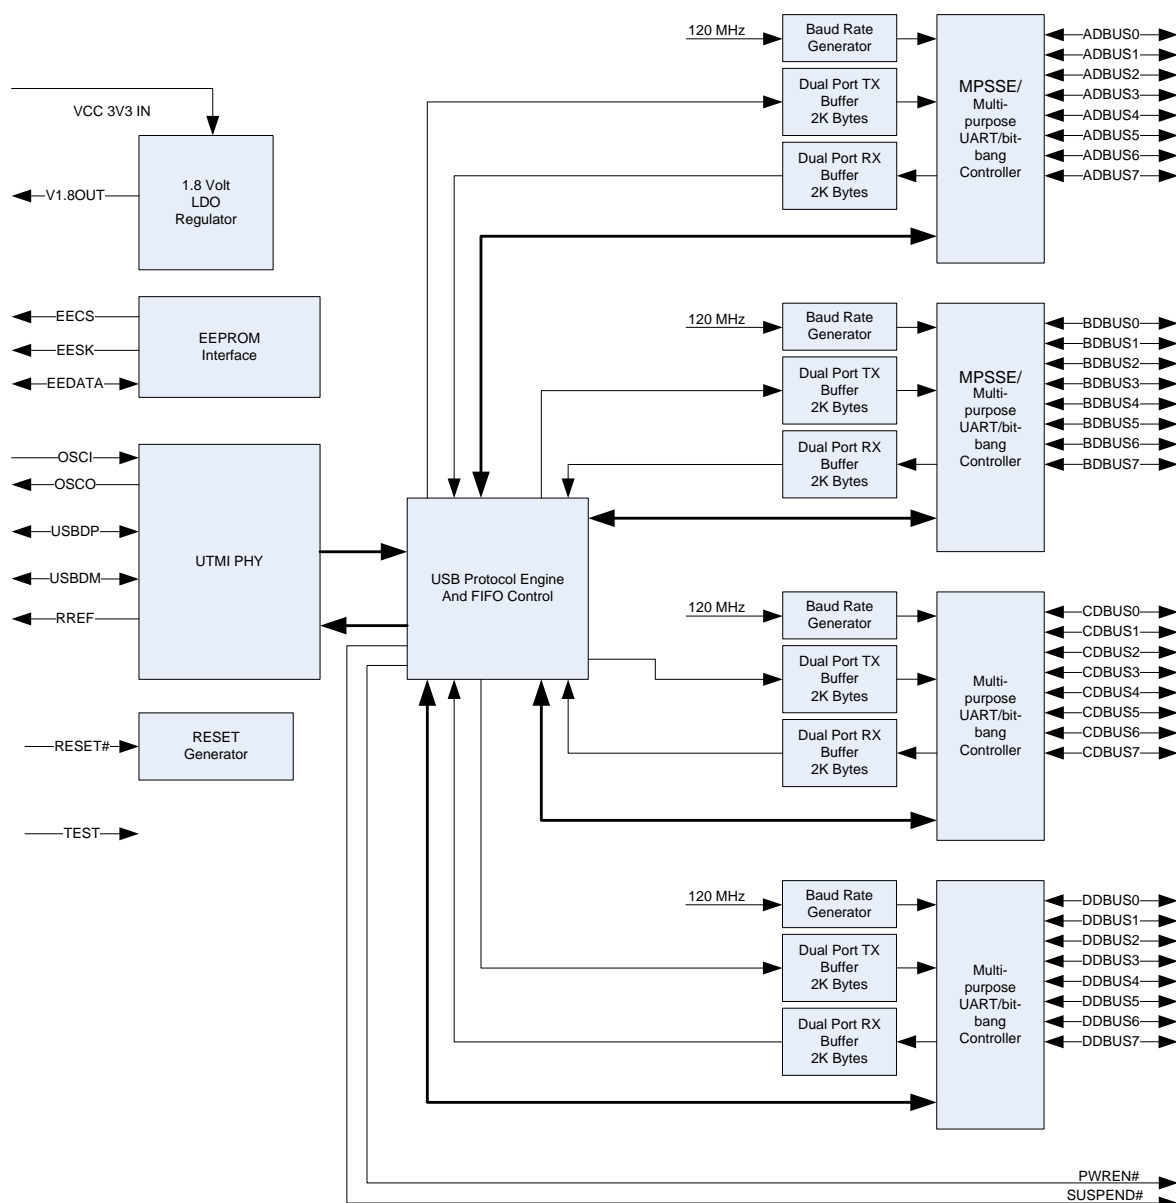 VCC 3V3 IN
1.8 Volt
LDO
Regulator
V1.8OUT
EECS
EESK
EEDATA
EEPROM
Interface
OSCI
OSCO
USBDP
USBDM
RREF
UTMI PHY
RESET#
RESET
Generator
TEST
USB Protocol Engine
And FIFO Control
120 MHz
Baud Rate
Generator
Dual Port TX
Buffer
2K Bytes
Dual Port RX
Buffer
2K Bytes
MPSSE/
Multi-
purpose
UART/bit-
bang
Controller
ADBUS0
ADBUS1
ADBUS2
ADBUS3
ADBUS4
ADBUS5
ADBUS6
ADBUS7
120 MHz
Baud Rate
Generator
Dual Port TX
Buffer
2K Bytes
Dual Port RX
Buffer
2K Bytes
MPSSE/
Multi-
purpose
UART/bit-
bang
Controller
BDBUS0
BDBUS1
BDBUS2
BDBUS3
BDBUS4
BDBUS5
BDBUS6
BDBUS7
120 MHz
Baud Rate
Generator
Dual Port TX
Buffer
2K Bytes
Dual Port RX
Buffer
2K Bytes
Multi-
purpose
UART/bit-
bang
Controller
CDBUS0
CDBUS1
CDBUS2
CDBUS3
CDBUS4
CDBUS5
CDBUS6
CDBUS7
120 MHz
Baud Rate
Generator
Dual Port TX
Buffer
2K Bytes
Dual Port RX
Buffer
2K Bytes
Multi-
purpose
UART/bit-
bang
Controller
DDBUS0
DDBUS1
DDBUS2
DDBUS3
DDBUS4
DDBUS5
DDBUS6
DDBUS7
PWREN#
SUSPEND#